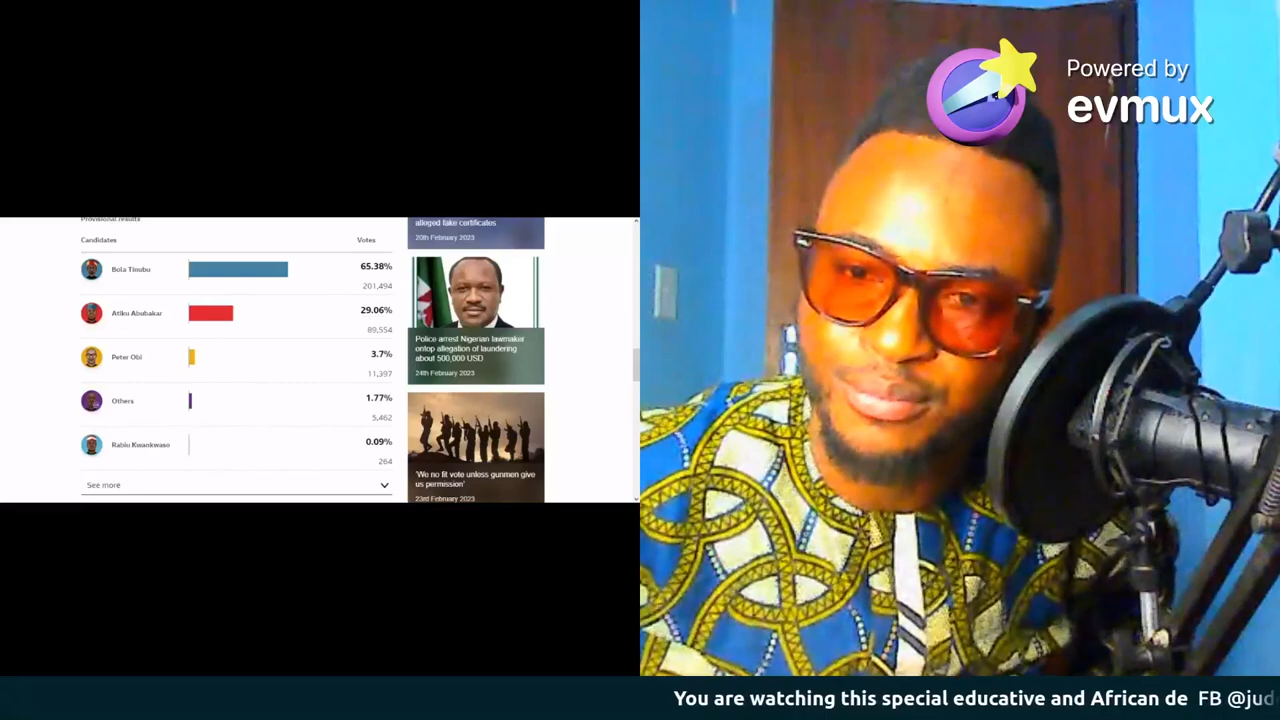 Provisional results
Candidates
Votes
Bola Tinubu
65.38%
201,494
Atiku Abubakar
29.06%
89,554
Peter Obi
3.7%
11,397
Others
1.77%
5,462
Rabiu Kwankwaso
0.09%
264
See more
alleged fake certificates
20th February 2023
Police arrest Nigerian lawmaker
ontop allegation of laundering
about 500,000 USD
24th February 2023
'We no fit vote unless gunmen give
us permission'
23rd February 2023
Powered by
evmux
You are watching this special educative and African de FB @jud